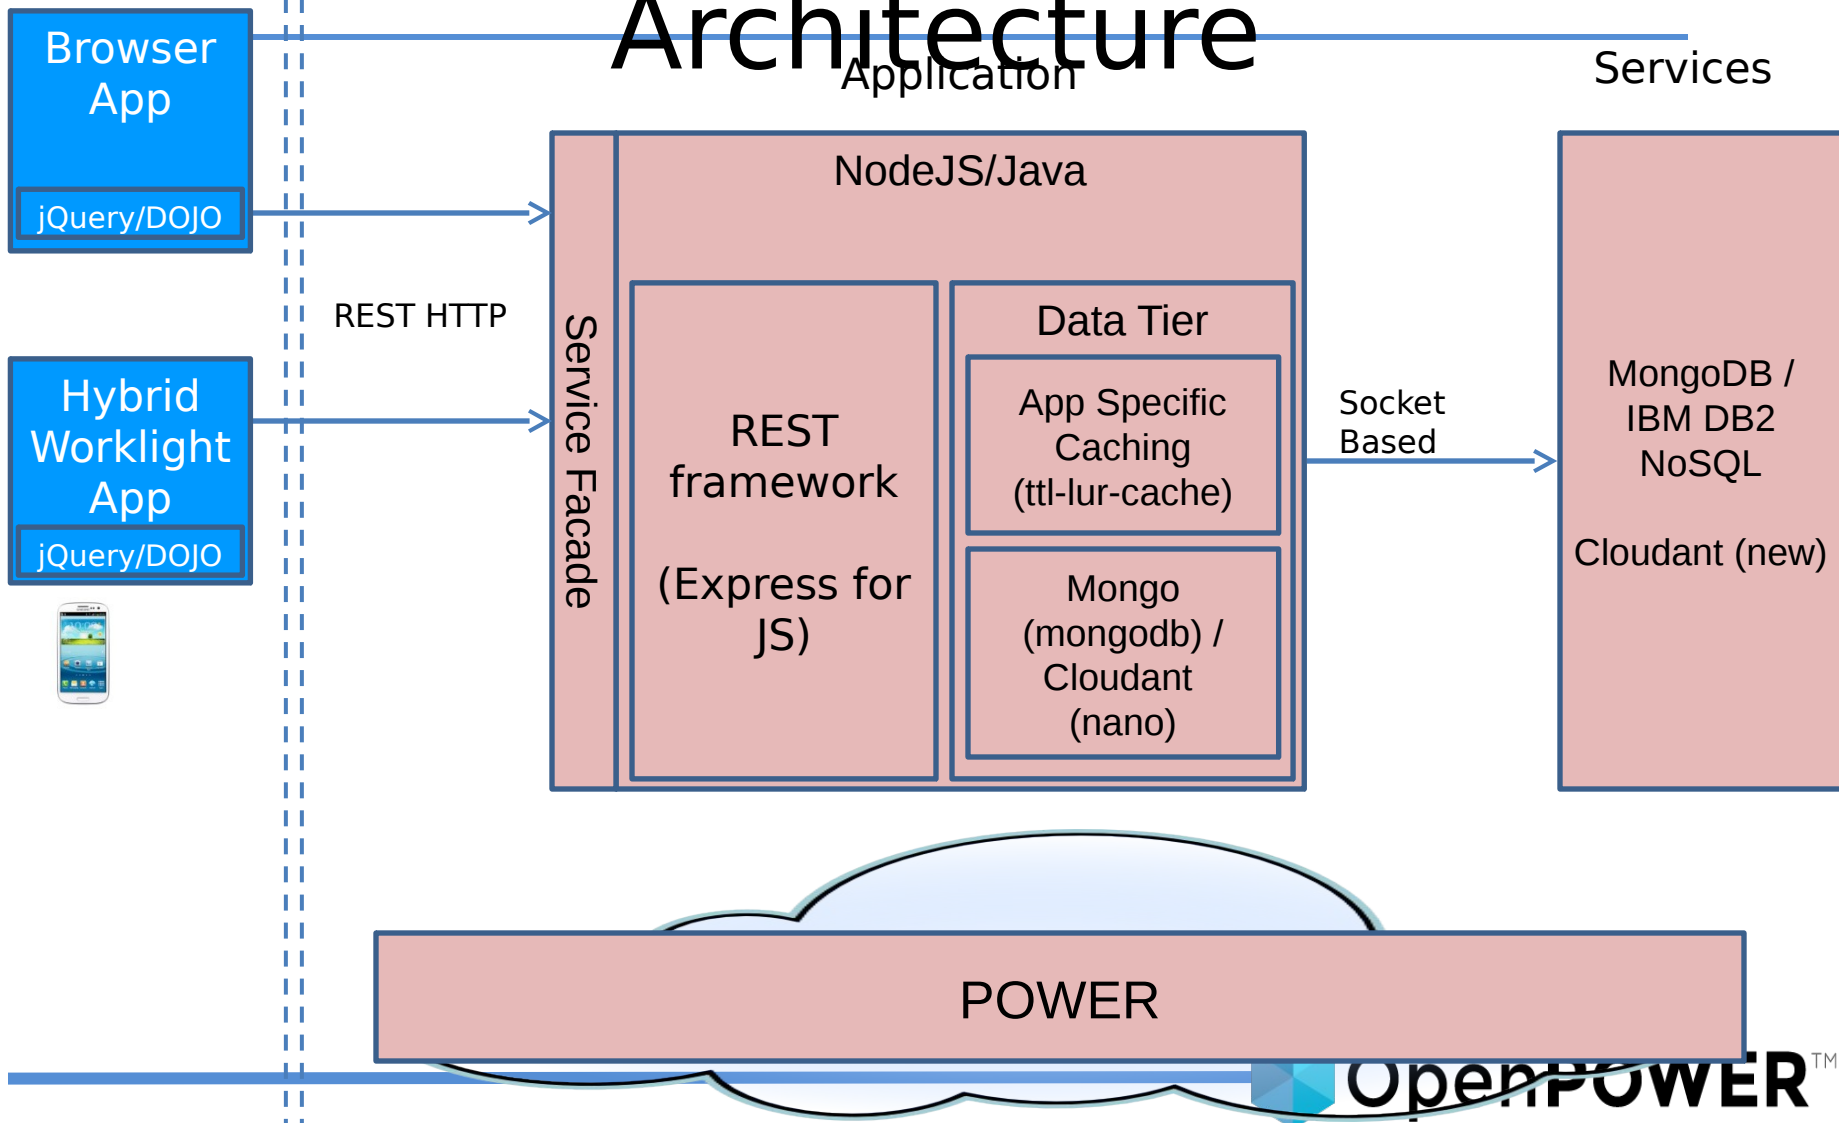 Architecture
Browser
App
jQuery/DOJO
Application
Services
NodeJS/Java
REST HTTP
Service Facade
Hybrid
Worklight
App
jQuery/DOJO
REST
framework
(Express for
JS)
Data Tier
App Specific
Caching
(ttl-lur-cache)
Mongo
(mongodb) /
Cloudant
(nano)
Socket
Based
MongoDB /
IBM DB2
NoSQL
Cloudant (new)
POWER
OpenPOWER™